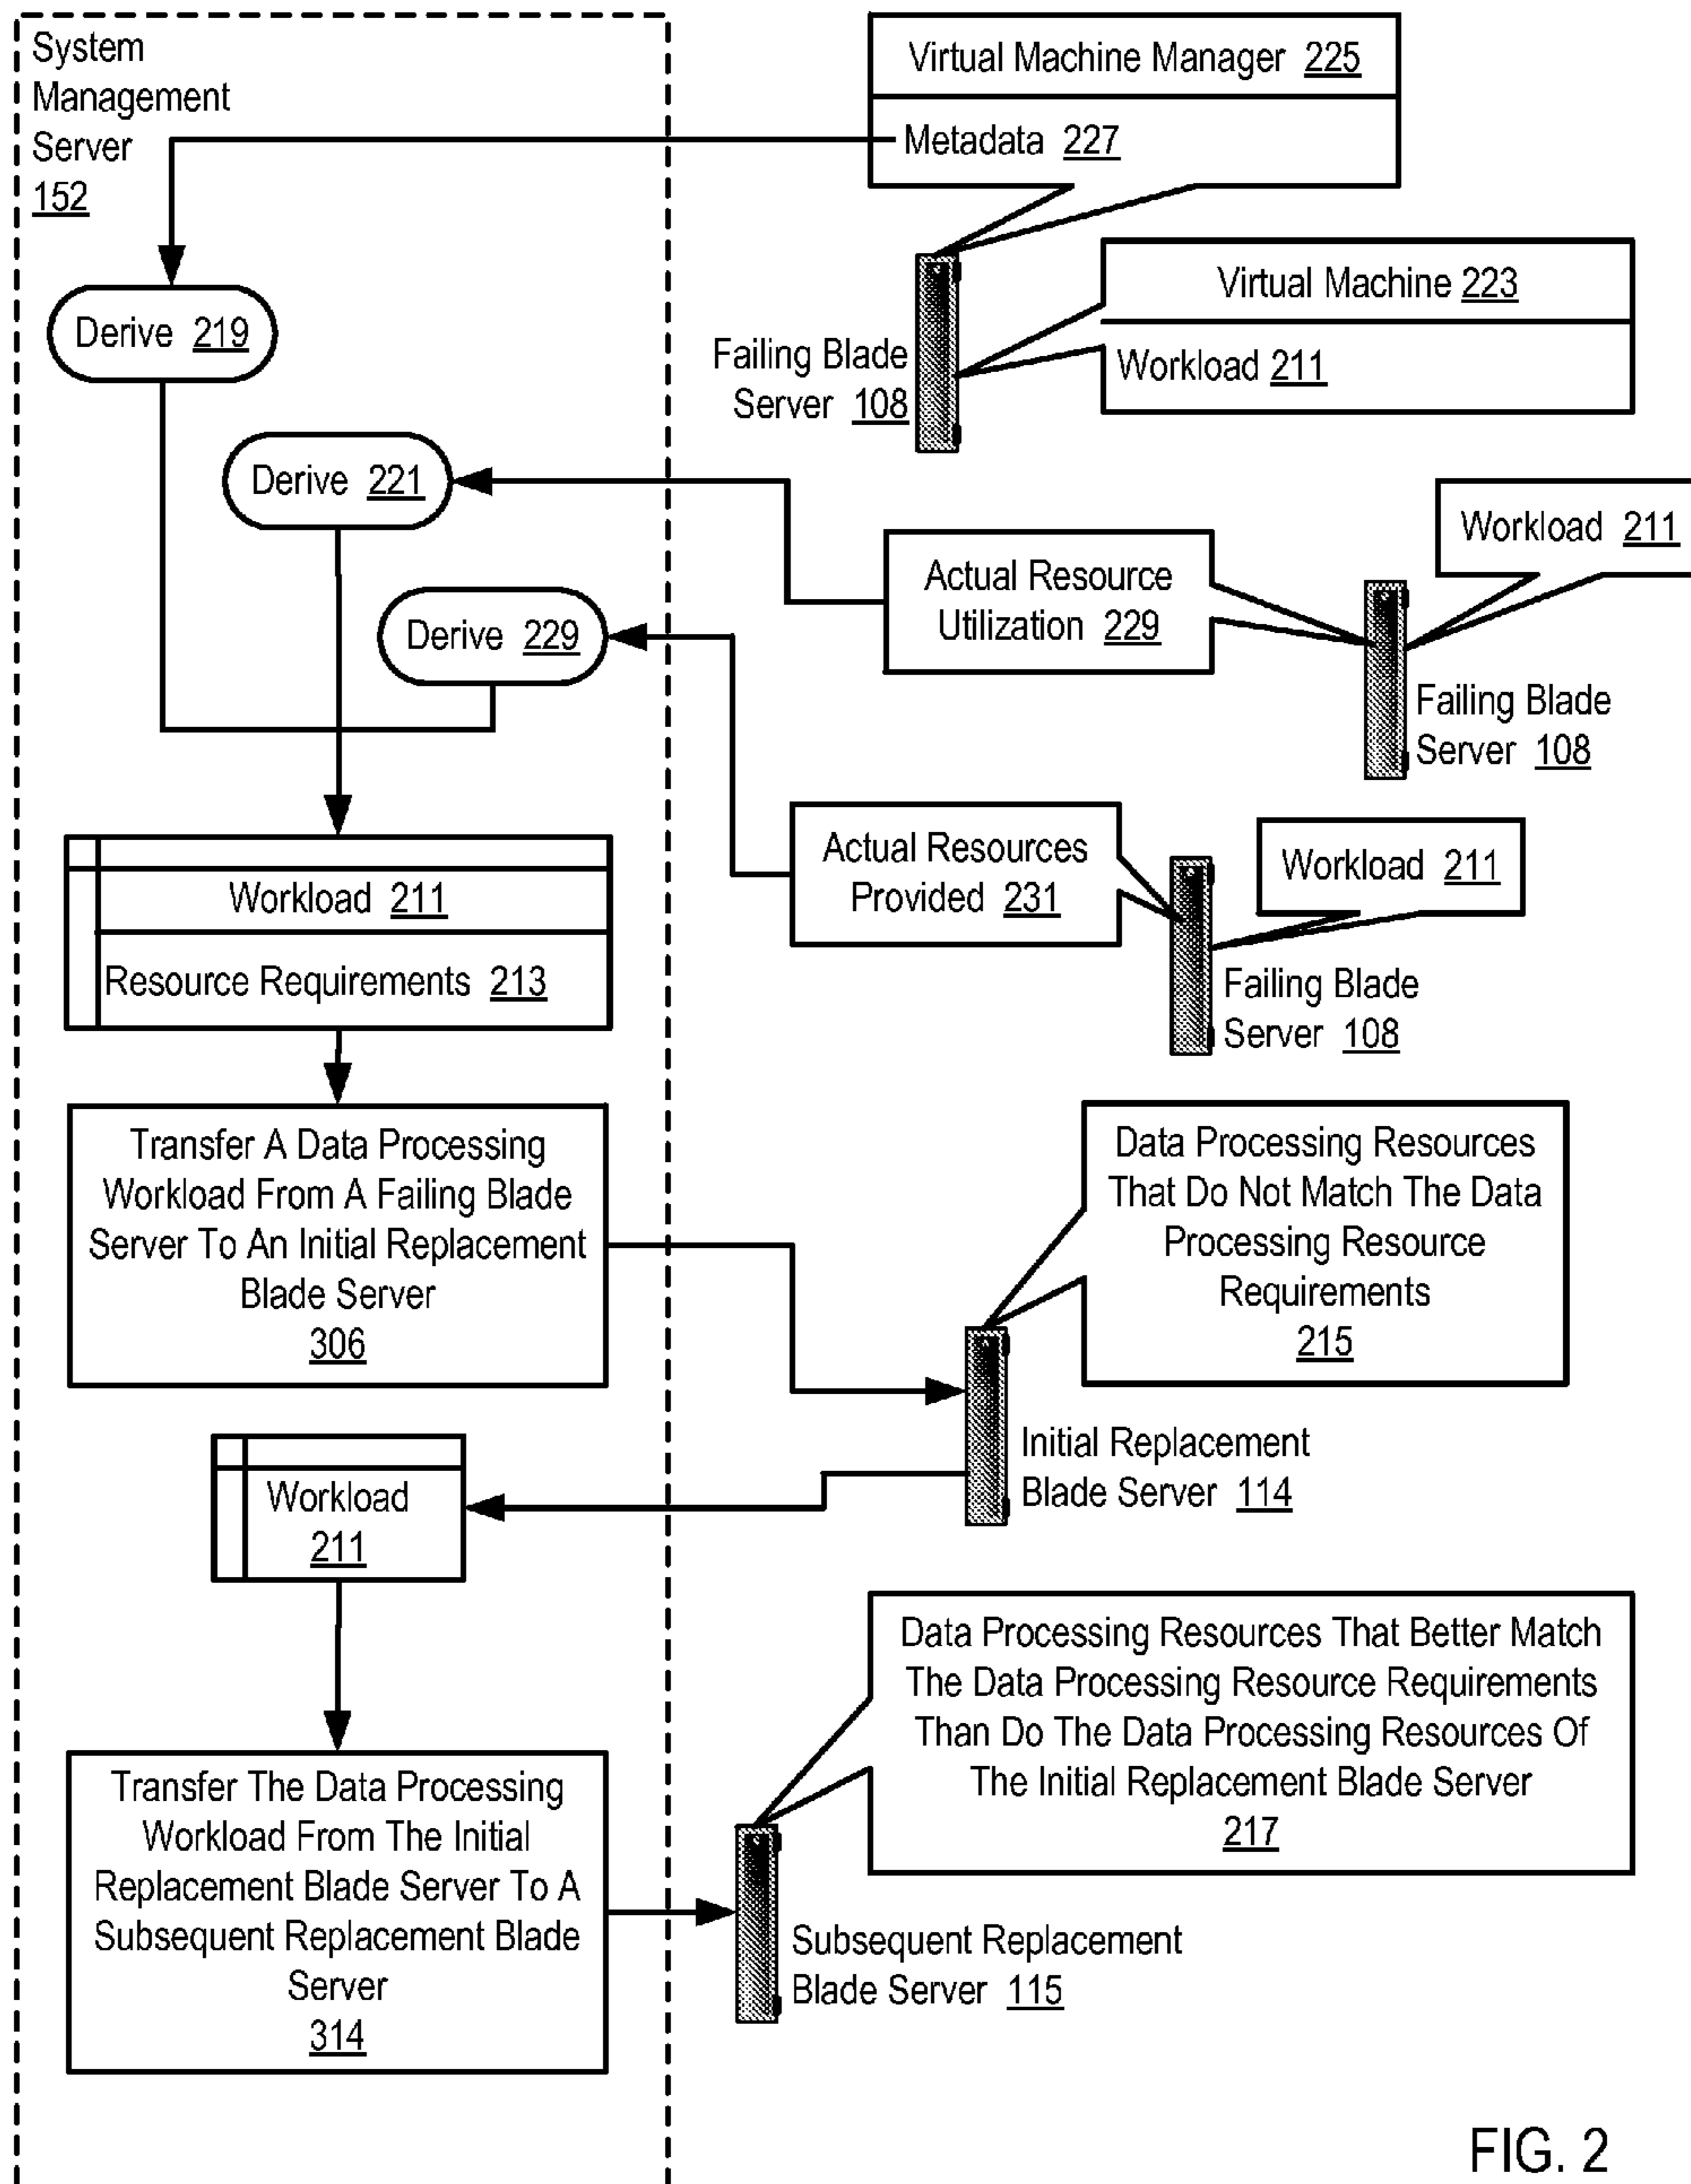 System
Management
Server
152
Virtual Machine Manager 225
Metadata 227
Derive 219
Virtual Machine 223
Workload 211
Failing Blade
Server 108
Derive 221
Workload 211
Actual Resource
Utilization 229
Derive 229
Failing Blade
Server 108
Actual Resources
Provided 231
Workload 211
Workload 211
Resource Requirements 213
Failing Blade
Server 108
Transfer A Data Processing
Workload From A Failing Blade
Server To An Initial Replacement
Blade Server
306
Data Processing Resources
That Do Not Match The Data
Processing Resource
Requirements
215
Initial Replacement
Blade Server 114
Workload
211
Data Processing Resources That Better Match
The Data Processing Resource Requirements
Than Do The Data Processing Resources Of
The Initial Replacement Blade Server
217
Transfer The Data Processing
Workload From The Initial
Replacement Blade Server To A
Subsequent Replacement Blade
Server
314
Subsequent Replacement
Blade Server 115
FIG. 2